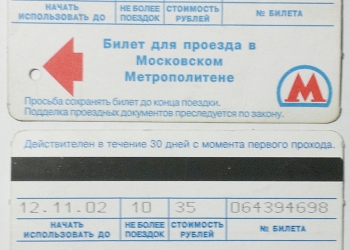 НАЧАТЬ НЕ БОЛЕЕ СТОИМОСТЬ № БИЛЕТА
ИСПОЛЬЗОВАТЬ ДО ПОЕЗДОК РУБЛЕЙ
Билет для проезда в
Московском
Метрополитене
М
Просьба сохранять билет до конца поездки.
Подделка проездных документов преследуется по закону.
Действителен в течение 30 дней с момента первого прохода.
12.11.02 10 35 064394698
НАЧАТЬ НЕ БОЛЕЕ СТОИМОСТЬ № БИЛЕТА
ИСПОЛЬЗОВАТЬ ДО ПОЕЗДОК РУБЛЕЙ